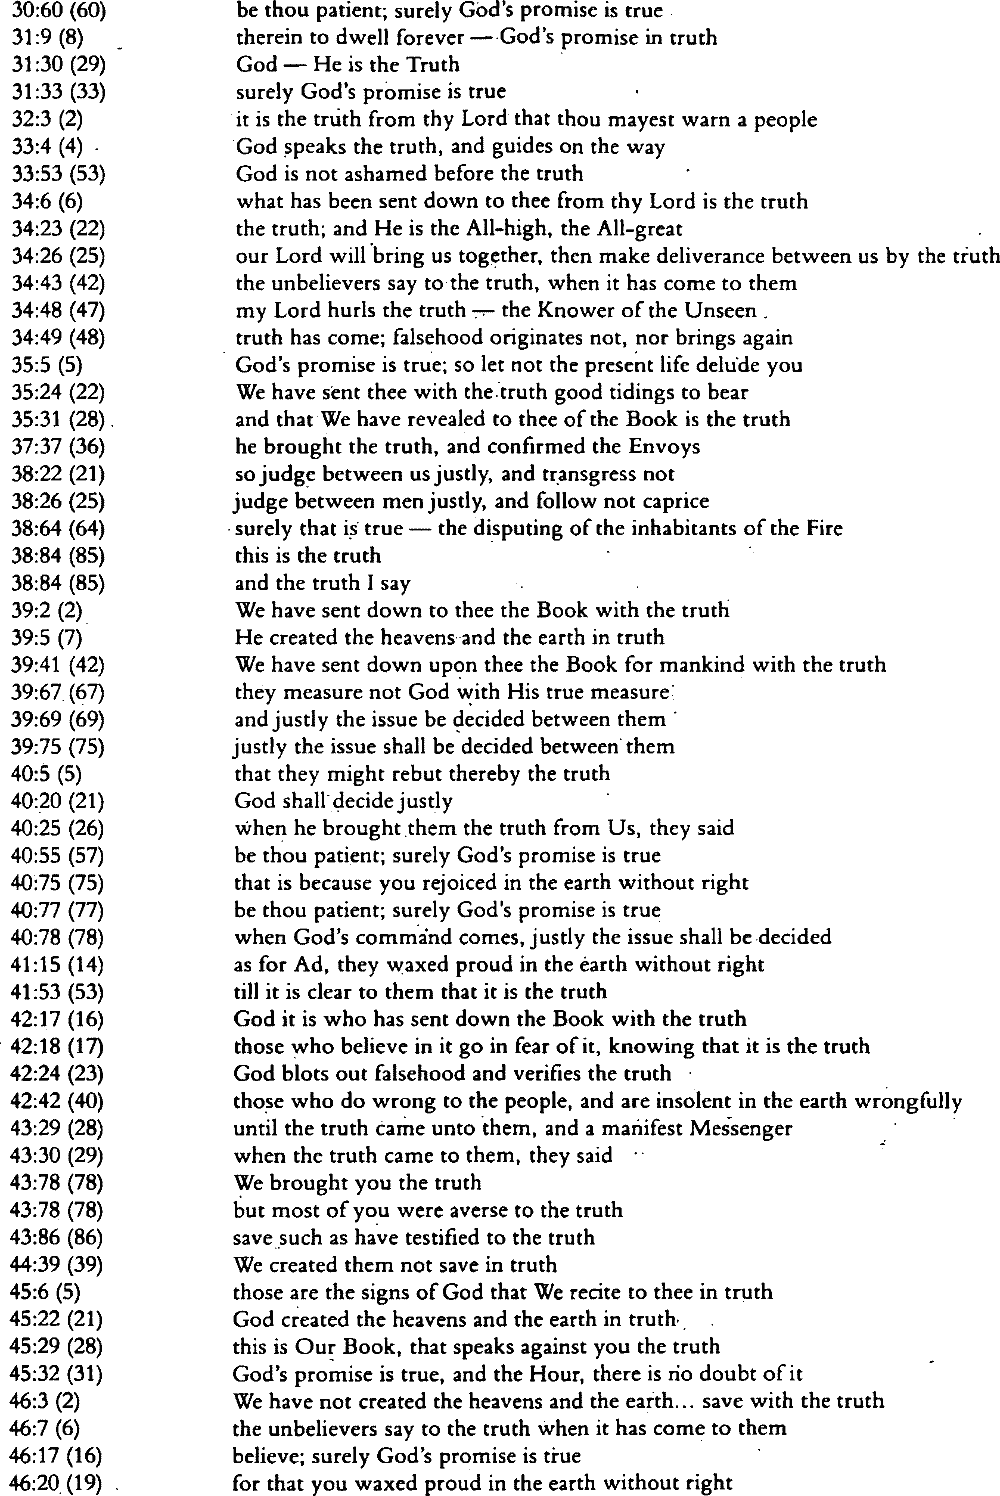 30:60 (60) be thou patient; surely God's promise is true
31:9 (8) therein to dwell forever — God's promise in truth
31:30 (29) God — He is the Truth
31:33 (33) surely God's promise is true
32:3 (2) it is the truth from thy Lord that thou mayest warn a people
33:4 (4) God speaks the truth, and guides on the way
33:53 (53) God is not ashamed before the truth
34:6 (6) what has been sent down to thee from thy Lord is the truth
34:23 (22) the truth; and He is the All-high, the All-great
34:26 (25) our Lord will bring us together, then make deliverance between us by the truth
34:43 (42) the unbelievers say to the truth, when it has come to them
34:48 (47) my Lord hurls the truth — the Knower of the Unseen
34:49 (48) truth has come; falsehood originates not, nor brings again
35:5 (5) God's promise is true; so let not the present life delude you
35:24 (22) We have sent thee with the truth good tidings to bear
35:31 (28) and that We have revealed to thee of the Book is the truth
37:37 (36) he brought the truth, and confirmed the Envoys
38:22 (21) so judge between us justly, and transgress not
38:26 (25) judge between men justly, and follow not caprice
38:64 (64) surely that is true — the disputing of the inhabitants of the Fire
38:84 (85) this is the truth
38:84 (85) and the truth I say
39:2 (2) We have sent down to thee the Book with the truth
39:5 (7) He created the heavens and the earth in truth
39:41 (42) We have sent down upon thee the Book for mankind with the truth
39:67 (67) they measure not God with His true measure
39:69 (69) and justly the issue be decided between them
39:75 (75) justly the issue shall be decided between them
40:5 (5) that they might rebut thereby the truth
40:20 (21) God shall decide justly
40:25 (26) when he brought them the truth from Us, they said
40:55 (57) be thou patient; surely God's promise is true
40:75 (75) that is because you rejoiced in the earth without right
40:77 (77) be thou patient; surely God's promise is true
40:78 (78) when God's command comes, justly the issue shall be decided
41:15 (14) as for Ad, they waxed proud in the earth without right
41:53 (53) till it is clear to them that it is the truth
42:17 (16) God it is who has sent down the Book with the truth
42:18 (17) those who believe in it go in fear of it, knowing that it is the truth
42:24 (23) God blots out falsehood and verifies the truth
42:42 (40) those who do wrong to the people, and are insolent in the earth wrongfully
43:29 (28) until the truth came unto them, and a manifest Messenger
43:30 (29) when the truth came to them, they said
43:78 (78) We brought you the truth
43:78 (78) but most of you were averse to the truth
43:86 (86) save such as have testified to the truth
44:39 (39) We created them not save in truth
45:6 (5) those are the signs of God that We recite to thee in truth
45:22 (21) God created the heavens and the earth in truth
45:29 (28) this is Our Book, that speaks against you the truth
45:32 (31) God's promise is true, and the Hour, there is no doubt of it
46:3 (2) We have not created the heavens and the earth... save with the truth
46:7 (6) the unbelievers say to the truth when it has come to them
46:17 (16) believe; surely God's promise is true
46:20 (19) for that you waxed proud in the earth without right